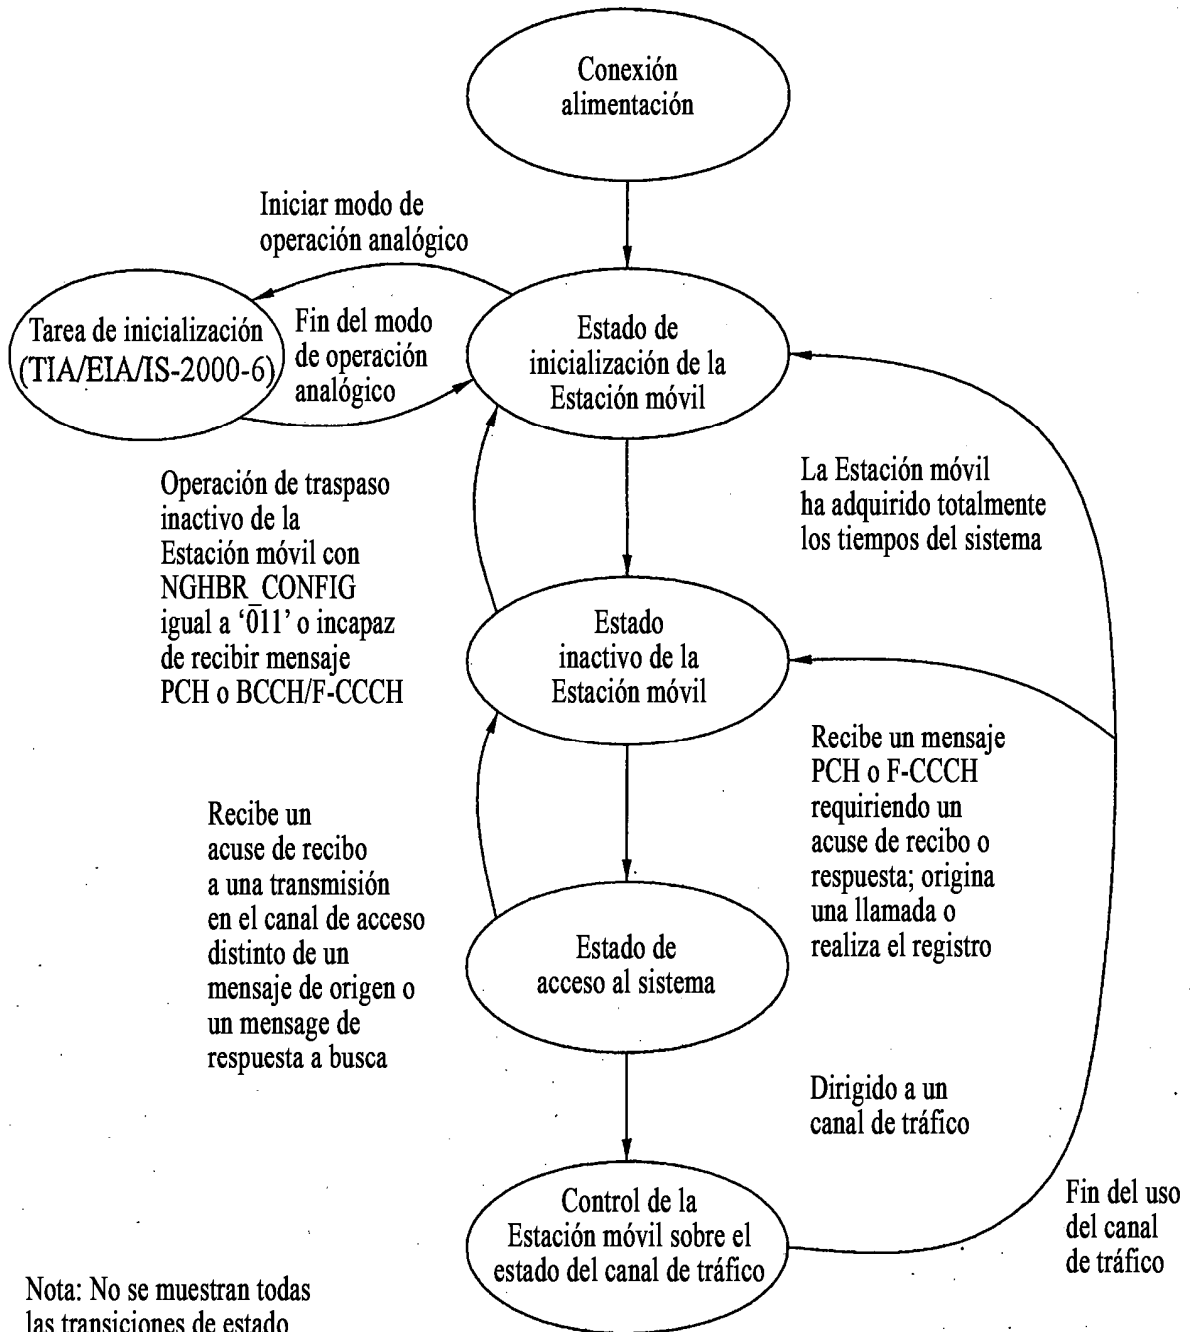 Conexión
alimentación
Iniciar modo de
operación analógico
Tarea de inicialización
(TIA/EIA/IS-2000-6)
Fin del modo
de operación
analógico
Estado de
inicialización de la
Estación móvil
Operación de traspaso
inactivo de la
Estación móvil con
NGHBR_CONFIG
igual a ‘011’ o incapaz
de recibir mensaje
PCH o BCCH/F-CCCH
La Estación móvil
ha adquirido totalmente
los tiempos del sistema
Estado
inactivo de la
Estación móvil
Recibe un mensaje
PCH o F-CCCH
requiriendo un
acuse de recibo o
respuesta; origina
una llamada o
realiza el registro
Recibe un
acuse de recibo
a una transmisión
en el canal de acceso
distinto de un
mensaje de origen o
un mensage de
respuesta a busca
Estado de
acceso al sistema
Dirigido a un
canal de tráfico
Control de la
Estación móvil sobre el
estado del canal de tráfico
Fin del uso
del canal
de tráfico
Nota: No se muestran todas
las transiciones de estado